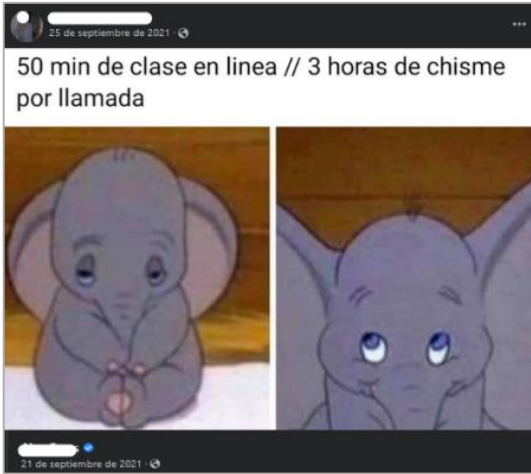 25 de septiembre de 2021
50 min de clase en linea // 3 horas de chisme
por llamada
21 de septiembre de 2021